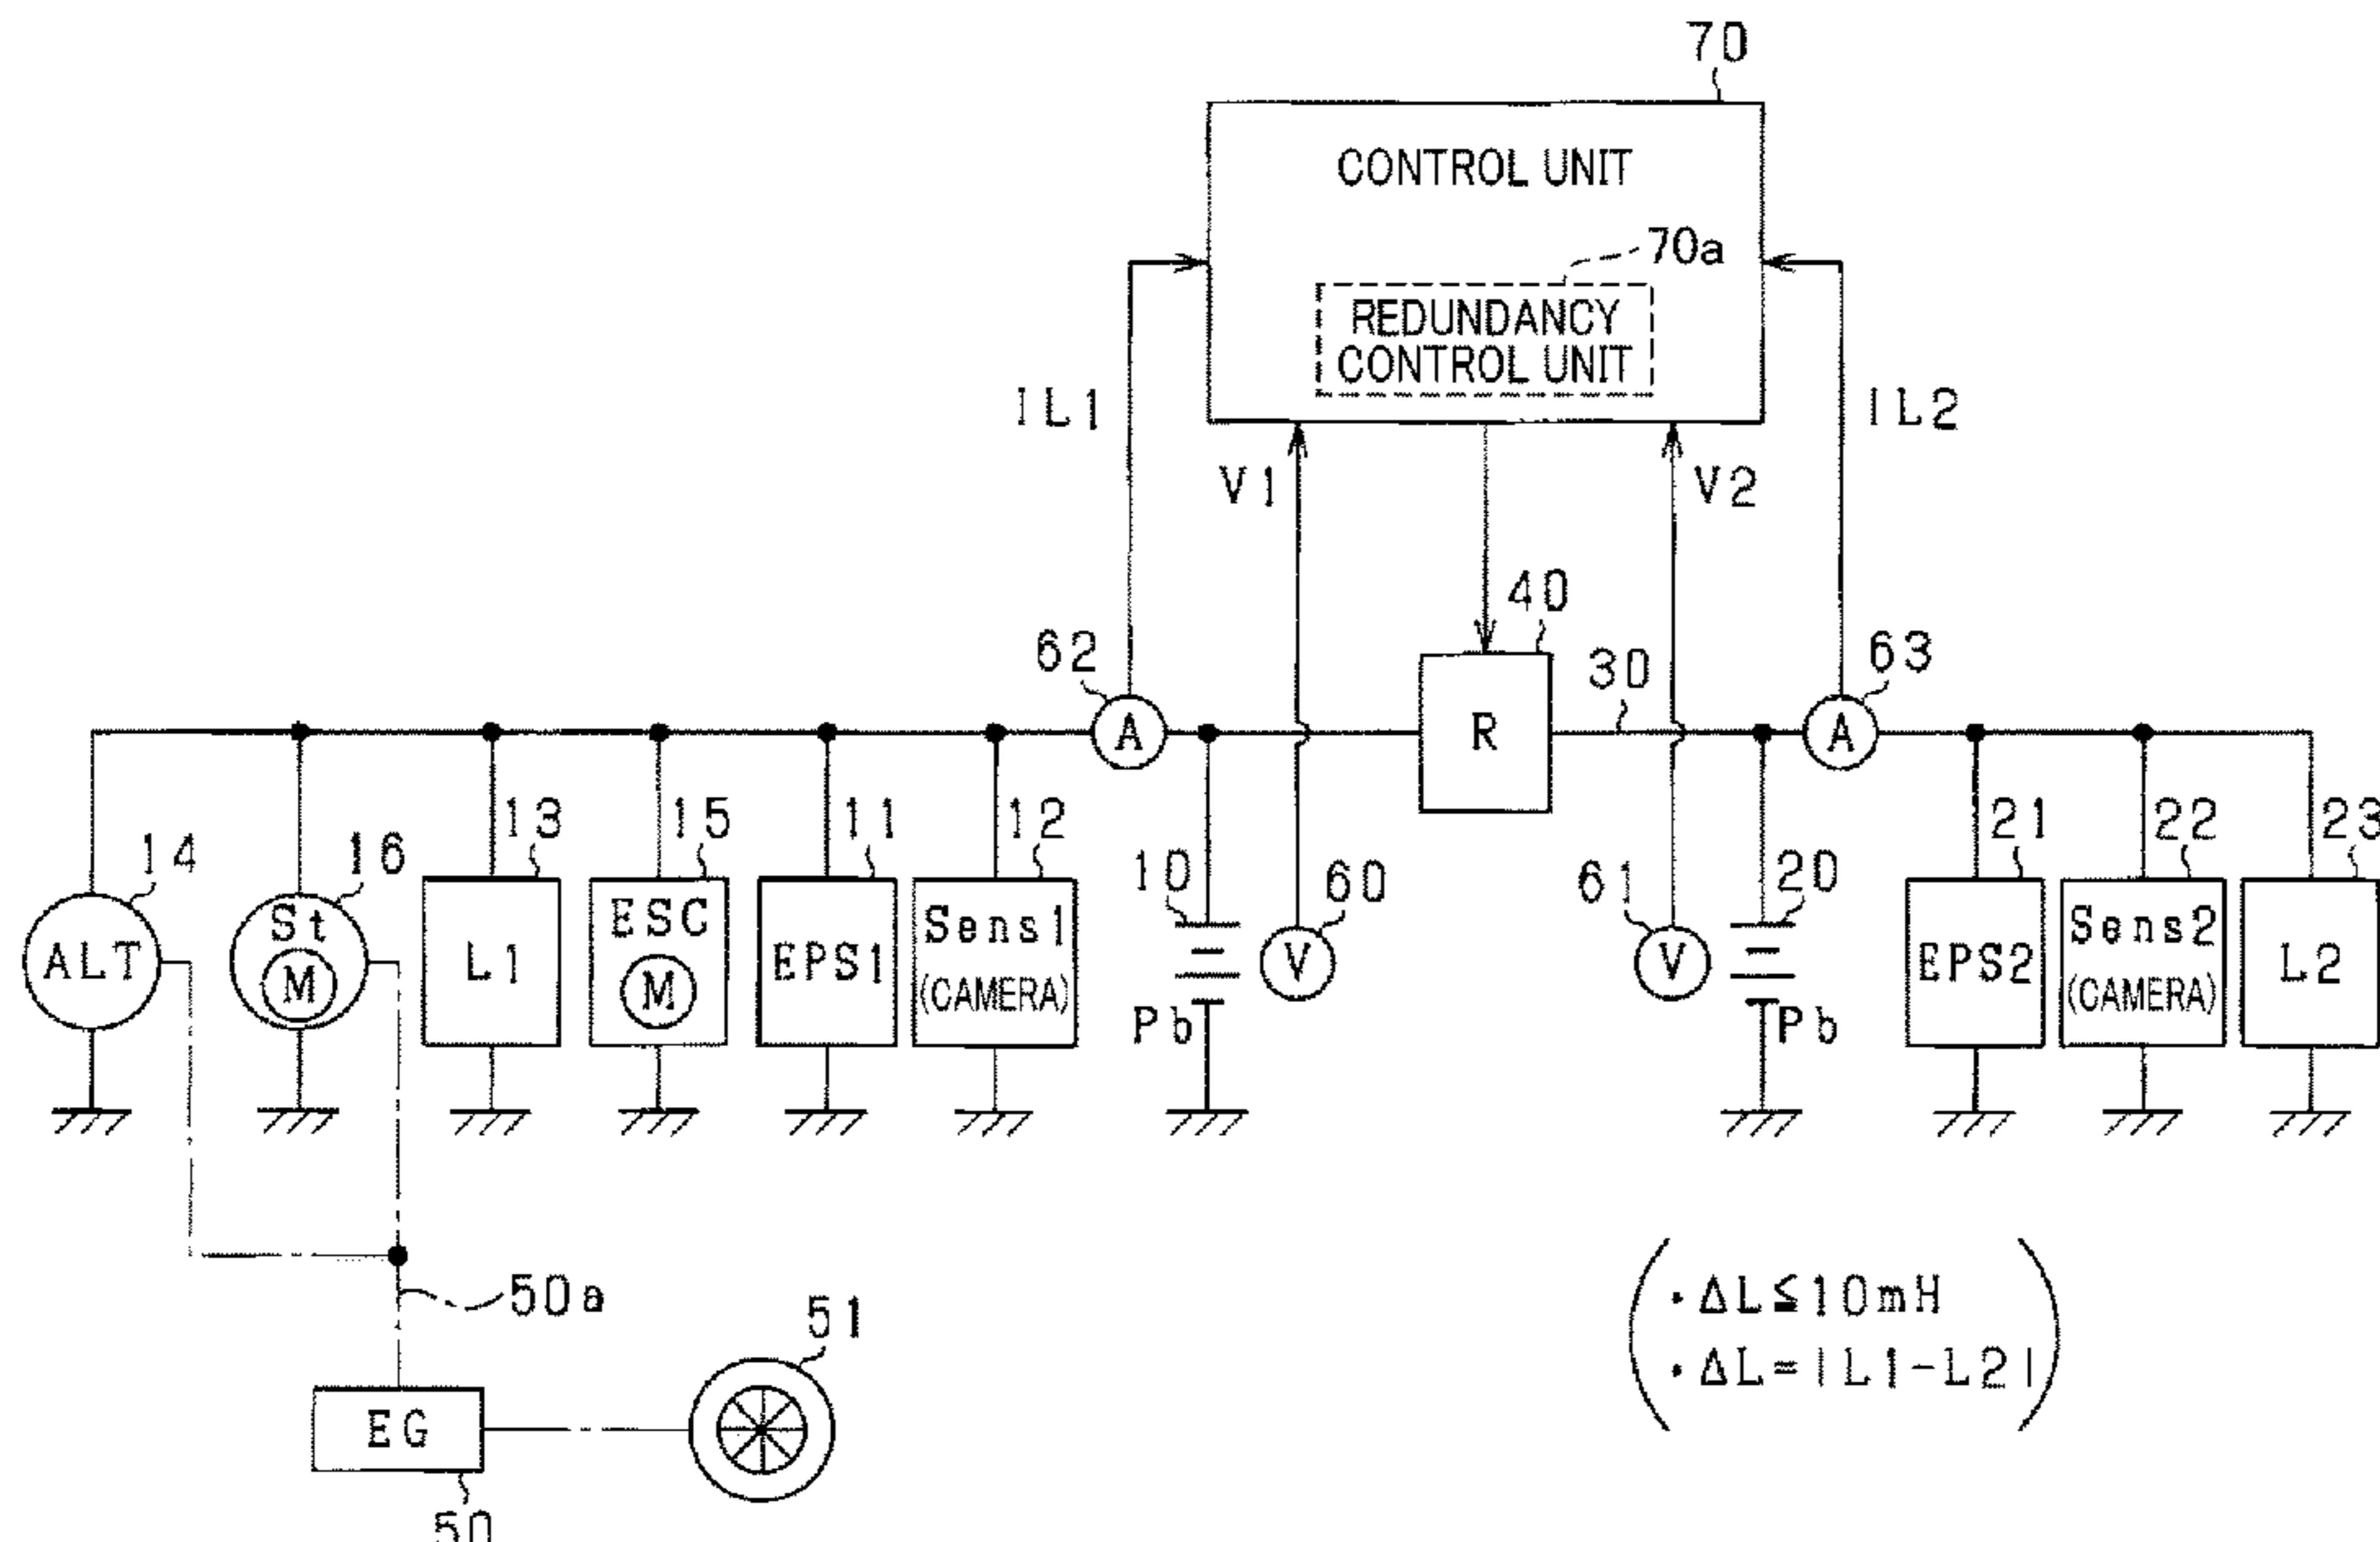 70
CONTROL UNIT
70a
REDUNDANCY
CONTROL UNIT
IL1
IL2
V1
V2
40
62
30
63
A
R
A
14
16
13
15
11
12
10
60
61
20
21
22
23
ALT
St
M
L1
ESC
M
EPS1
Sens1
(CAMERA)
V
V
EPS2
Sens2
(CAMERA)
L2
Pb
Pb
50a
51
EG
50
・ΔL≦10mH
・ΔL=|L1-L2|